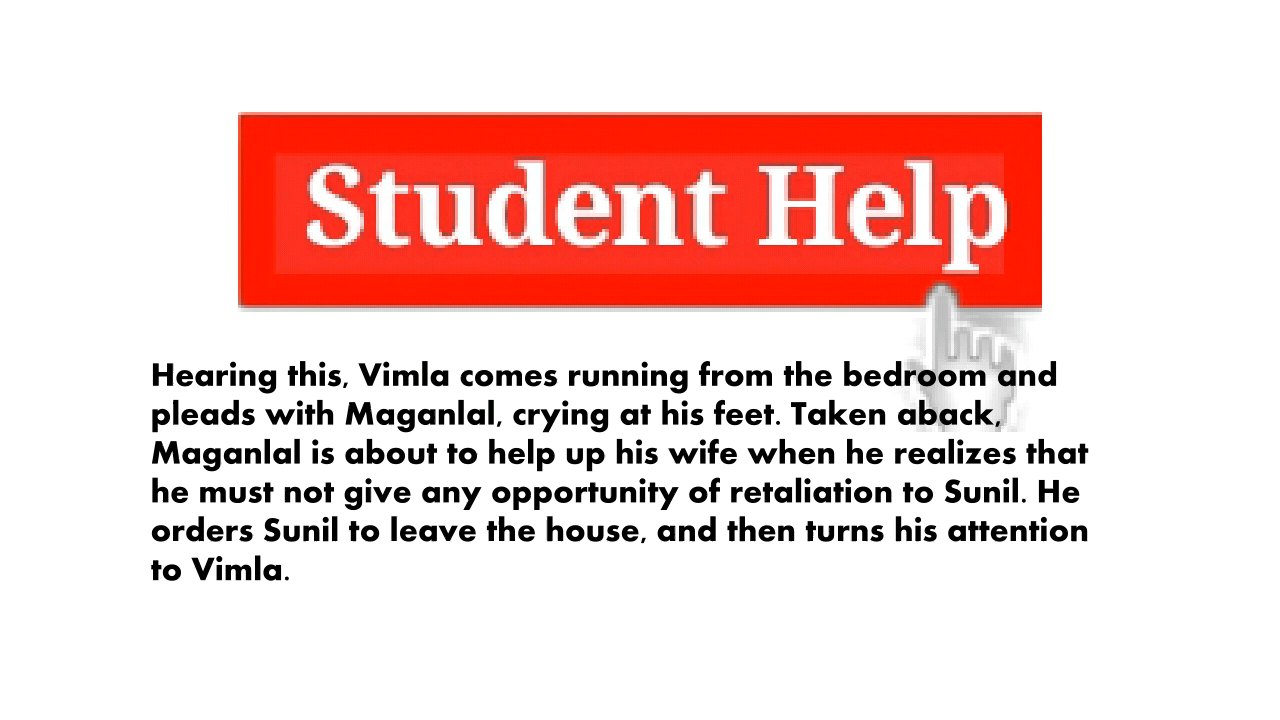 Student Help
Hearing this, Vimla comes running from the bedroom and
pleads with Maganlal, crying at his feet. Taken aback,
Maganlal is about to help up his wife when he realizes that
he must not give any opportunity of retaliation to Sunil. He
orders Sunil to leave the house, and then turns his attention
to Vimla.